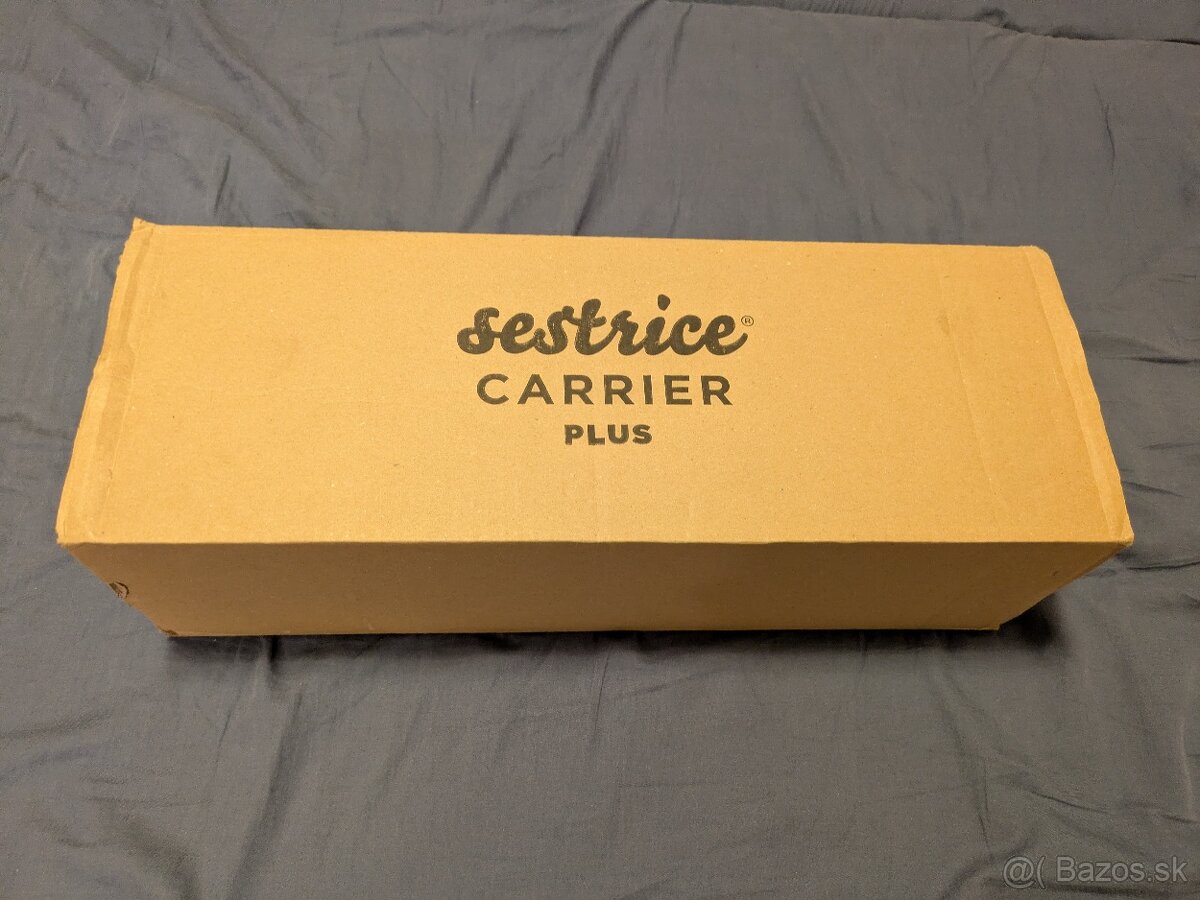 sestrice®
CARRIER
PLUS
@( Bazos.sk